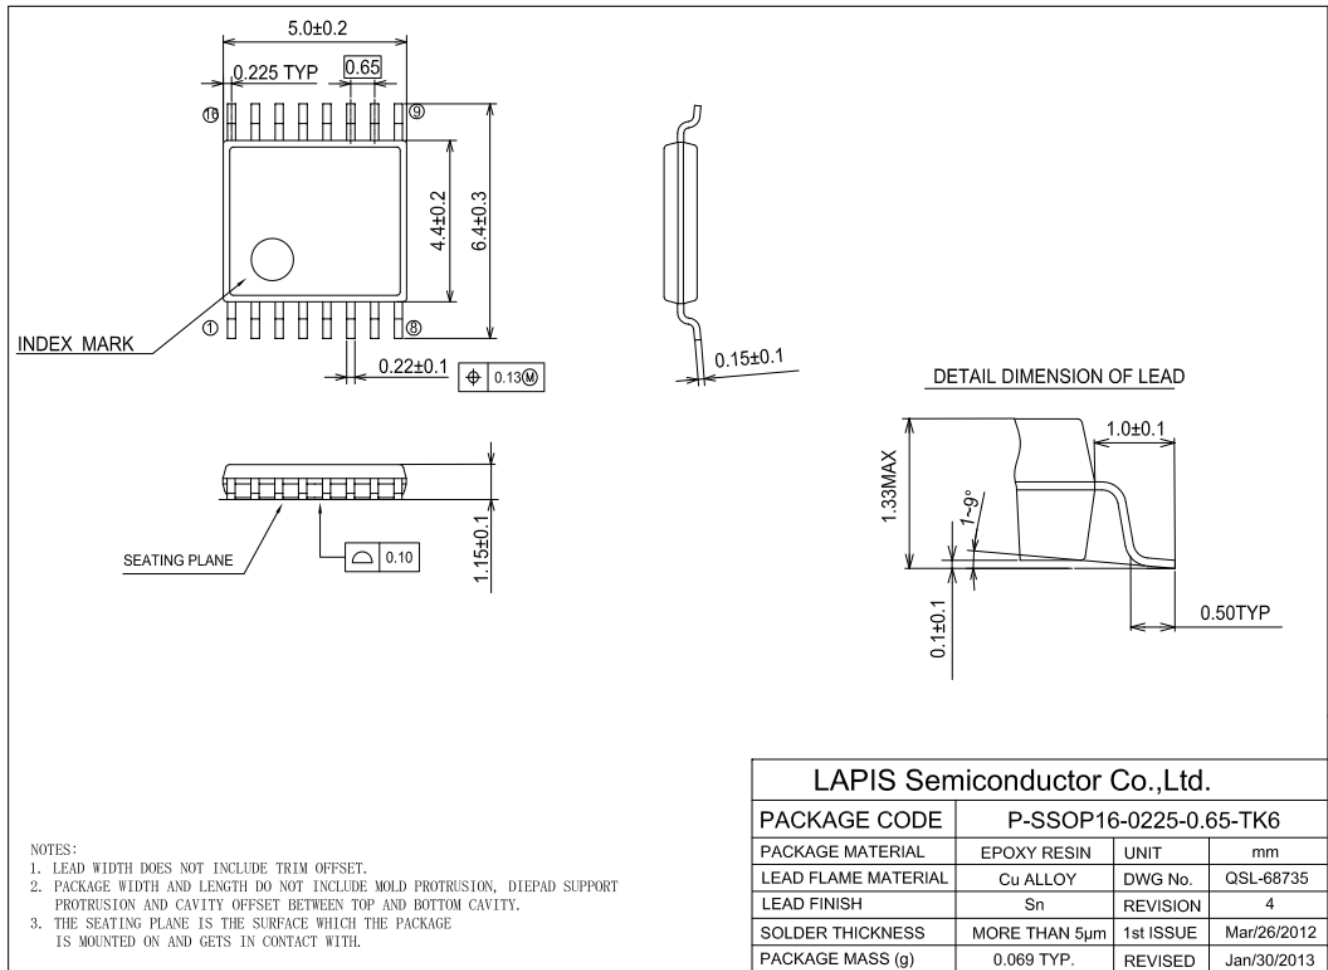 5.0±0.2
0.225 TYP
0.65
⑯
⑨
4.4±0.2
6.4±0.3
①
⑧
INDEX MARK
0.22±0.1
⌖ 0.13Ⓜ
0.15±0.1
DETAIL DIMENSION OF LEAD
1.0±0.1
1.33MAX
1~9°
0.1±0.1
0.50TYP
SEATING PLANE
⌓ 0.10
1.15±0.1
NOTES:
1. LEAD WIDTH DOES NOT INCLUDE TRIM OFFSET.
2. PACKAGE WIDTH AND LENGTH DO NOT INCLUDE MOLD PROTRUSION, DIEPAD SUPPORT
PROTRUSION AND CAVITY OFFSET BETWEEN TOP AND BOTTOM CAVITY.
3. THE SEATING PLANE IS THE SURFACE WHICH THE PACKAGE
IS MOUNTED ON AND GETS IN CONTACT WITH.
LAPIS Semiconductor Co.,Ltd.
PACKAGE CODE P-SSOP16-0225-0.65-TK6
PACKAGE MATERIAL EPOXY RESIN UNIT mm
LEAD FLAME MATERIAL Cu ALLOY DWG No. QSL-68735
LEAD FINISH Sn REVISION 4
SOLDER THICKNESS MORE THAN 5µm 1st ISSUE Mar/26/2012
PACKAGE MASS (g) 0.069 TYP. REVISED Jan/30/2013